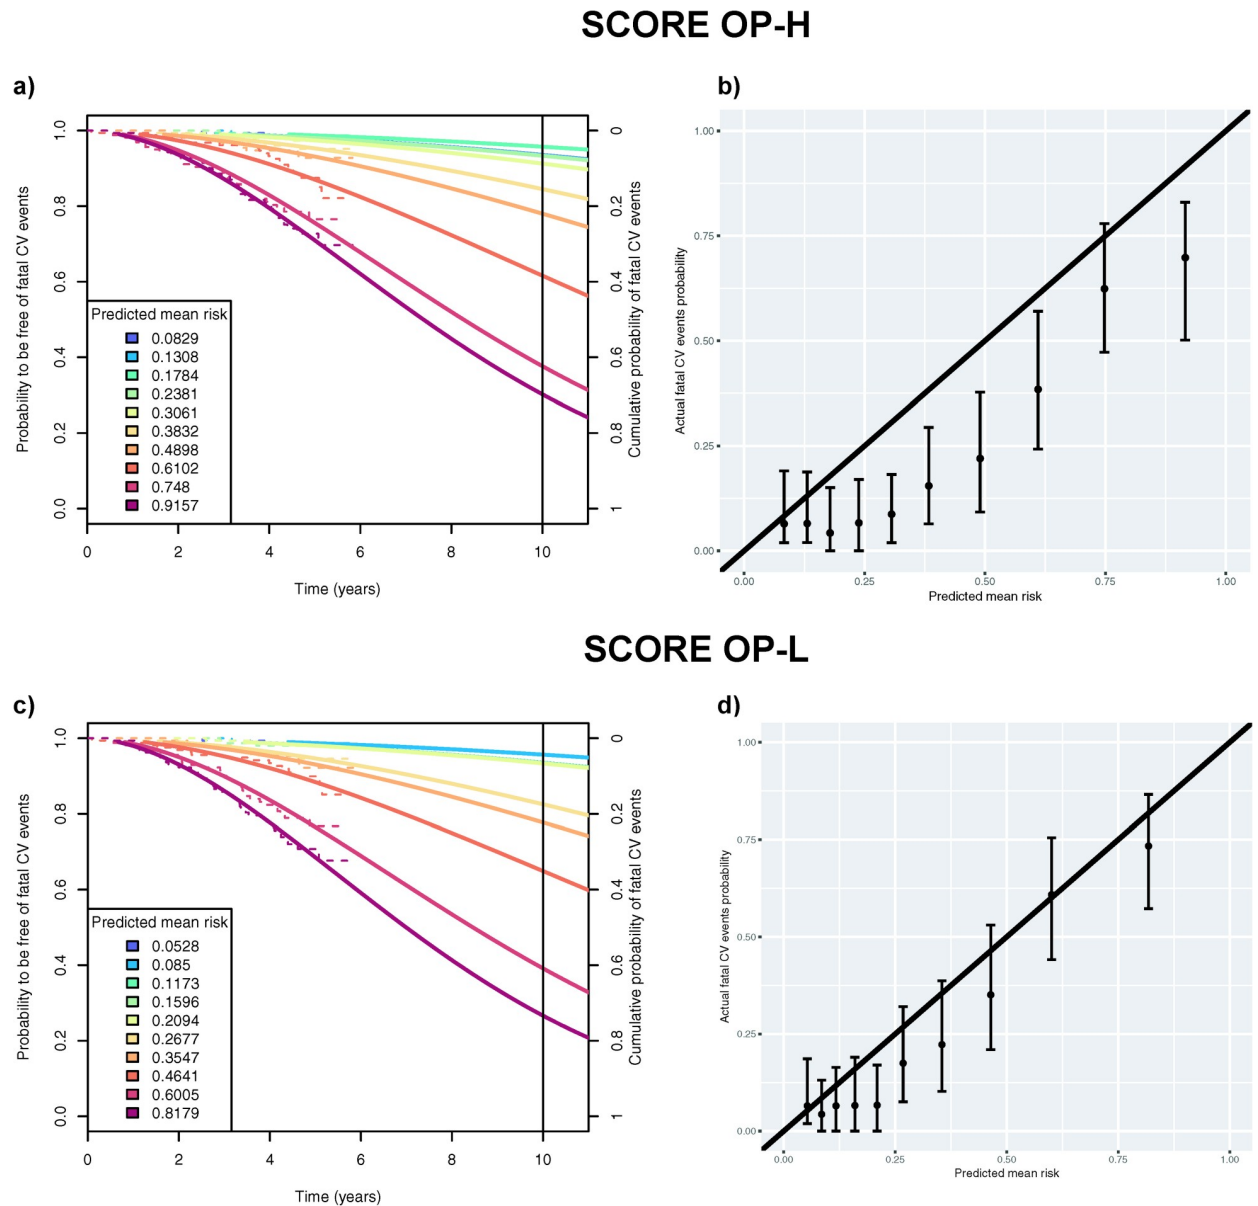 SCORE OP-H
a)
b)
Probability to be free of fatal CV events
1.0
0.8
0.6
0.4
0.2
0.0
Predicted mean risk
0.0829
0.1308
0.1784
0.2381
0.3061
0.3832
0.4898
0.6102
0.748
0.9157
0 2 4 6 8 10
Time (years)
0
0.2
0.4
0.6
0.8
1
Cumulative probability of fatal CV events
Actual fatal CV events probability
1.00
0.75
0.50
0.25
0.00
0.00 0.25 0.50 0.75 1.00
Predicted mean risk
SCORE OP-L
c)
d)
Probability to be free of fatal CV events
1.0
0.8
0.6
0.4
0.2
0.0
Predicted mean risk
0.0528
0.085
0.1173
0.1596
0.2094
0.2677
0.3547
0.4641
0.6005
0.8179
0 2 4 6 8 10
Time (years)
0
0.2
0.4
0.6
0.8
1
Cumulative probability of fatal CV events
Actual fatal CV events probability
1.00
0.75
0.50
0.25
0.00
0.00 0.25 0.50 0.75 1.00
Predicted mean risk